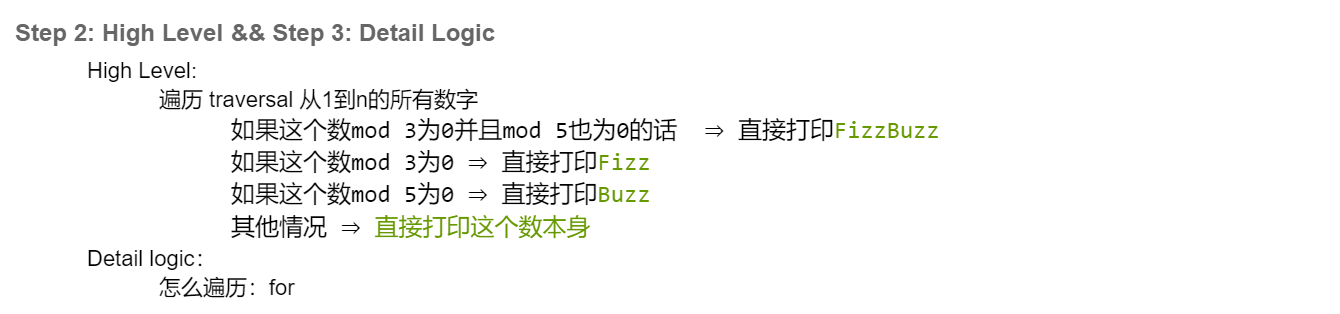 Step 2: High Level && Step 3: Detail Logic
High Level:
遍历 traversal 从1到n的所有数字
如果这个数mod 3为0并且mod 5也为0的话 ⇒ 直接打印FizzBuzz
如果这个数mod 3为0 ⇒ 直接打印Fizz
如果这个数mod 5为0 ⇒ 直接打印Buzz
其他情况 ⇒ 直接打印这个数本身
Detail logic：
怎么遍历：for